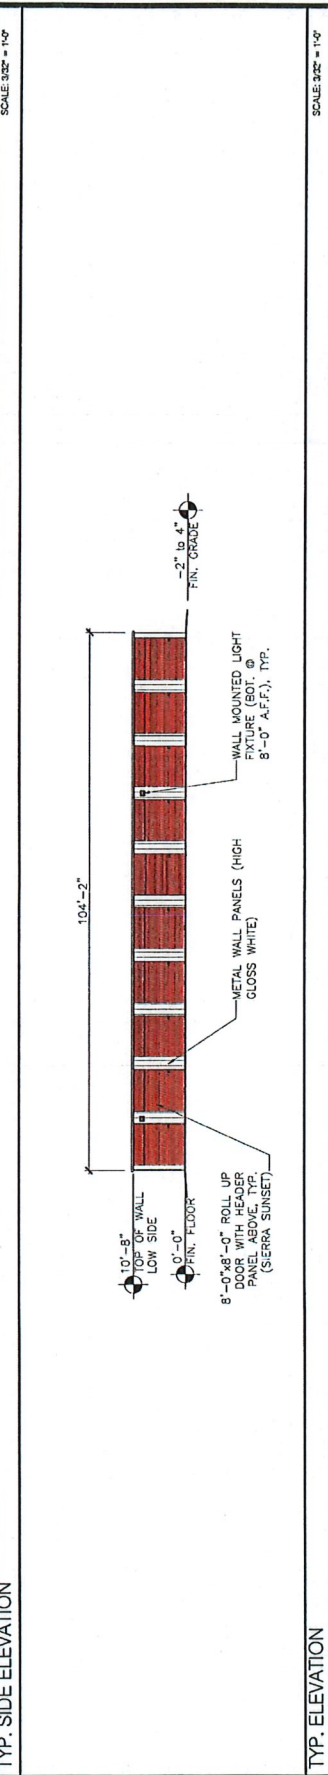 TYP. SIDE ELEVATION
SCALE: 3/32" = 1'-0"
104'-2"
10'-8"
TOP OF WALL
LOW SIDE
0'-0"
FIN. FLOOR
-2" to 4"
FIN. GRADE
8'-0"x8'-0" ROLL UP
DOOR WITH HEADER
PANEL ABOVE, TYP.
(SIERRA SUNSET)
METAL WALL PANELS (HIGH
GLOSS WHITE)
WALL MOUNTED LIGHT
FIXTURE (BOT. @
8'-0" A.F.F.), TYP.
TYP. ELEVATION
SCALE: 3/32" = 1'-0"